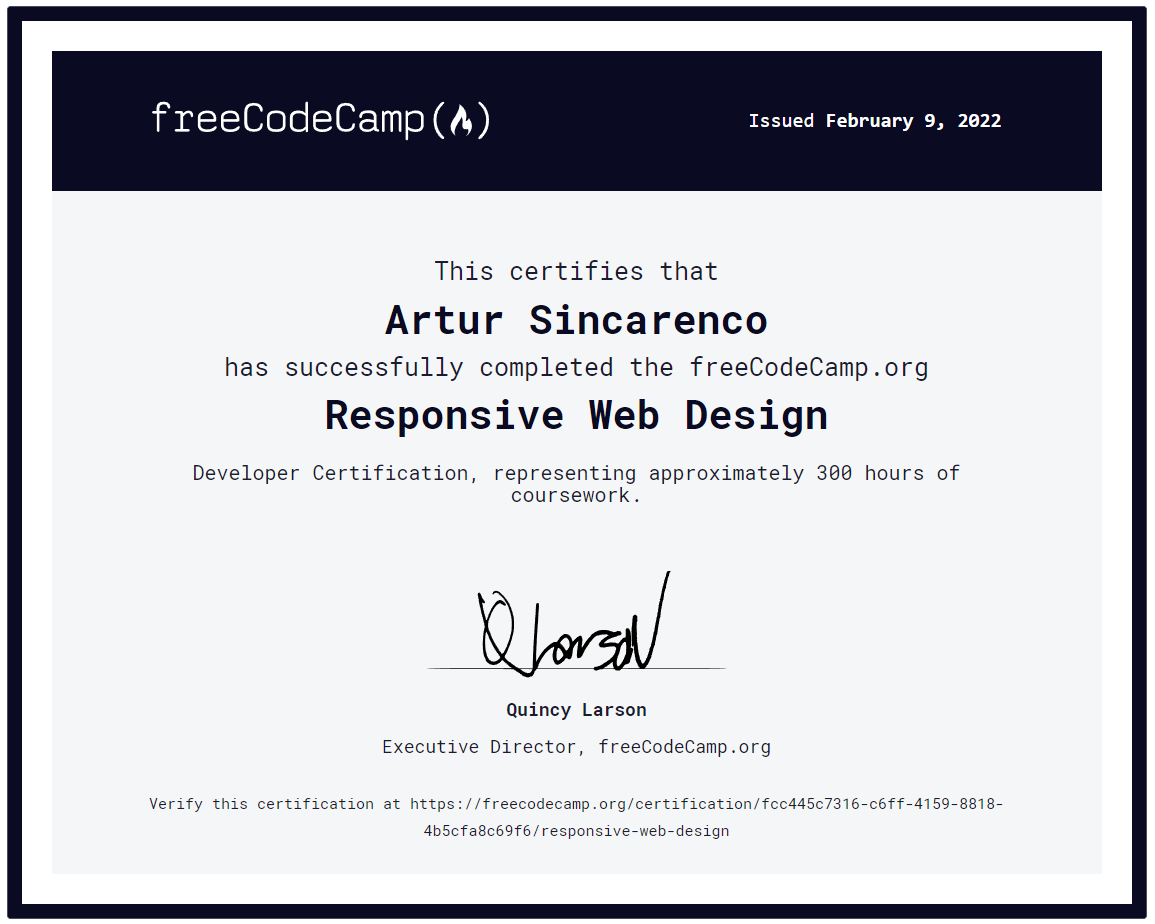 freeCodeCamp(🔥)
Issued February 9, 2022
This certifies that
Artur Sincarenco
has successfully completed the freeCodeCamp.org
Responsive Web Design
Developer Certification, representing approximately 300 hours of
coursework.
Q Larson
Quincy Larson
Executive Director, freeCodeCamp.org
Verify this certification at https://freecodecamp.org/certification/fcc445c7316-c6ff-4159-8818-
4b5cfa8c69f6/responsive-web-design